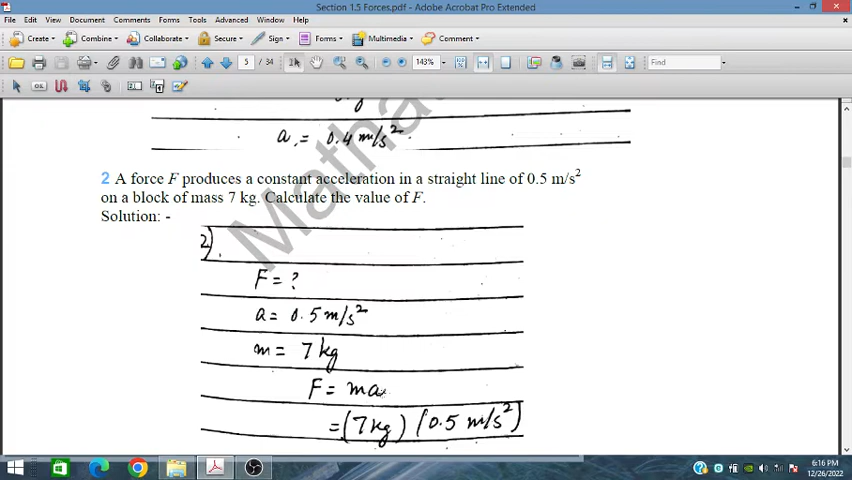 Section 1.5 Forces.pdf - Adobe Acrobat Pro Extended
File Edit View Document Comments Forms Tools Advanced Window Help
Create Combine Collaborate Secure Sign Forms Multimedia Comment
5 / 34 143% Find
a = 0.4 m/s²
2 A force F produces a constant acceleration in a straight line of 0.5 m/s²
on a block of mass 7 kg. Calculate the value of F.
Solution: -
2).
F = ?
a = 0.5 m/s²
m = 7 kg
F = ma
= (7 kg) (0.5 m/s²)
6:16 PM
12/26/2022